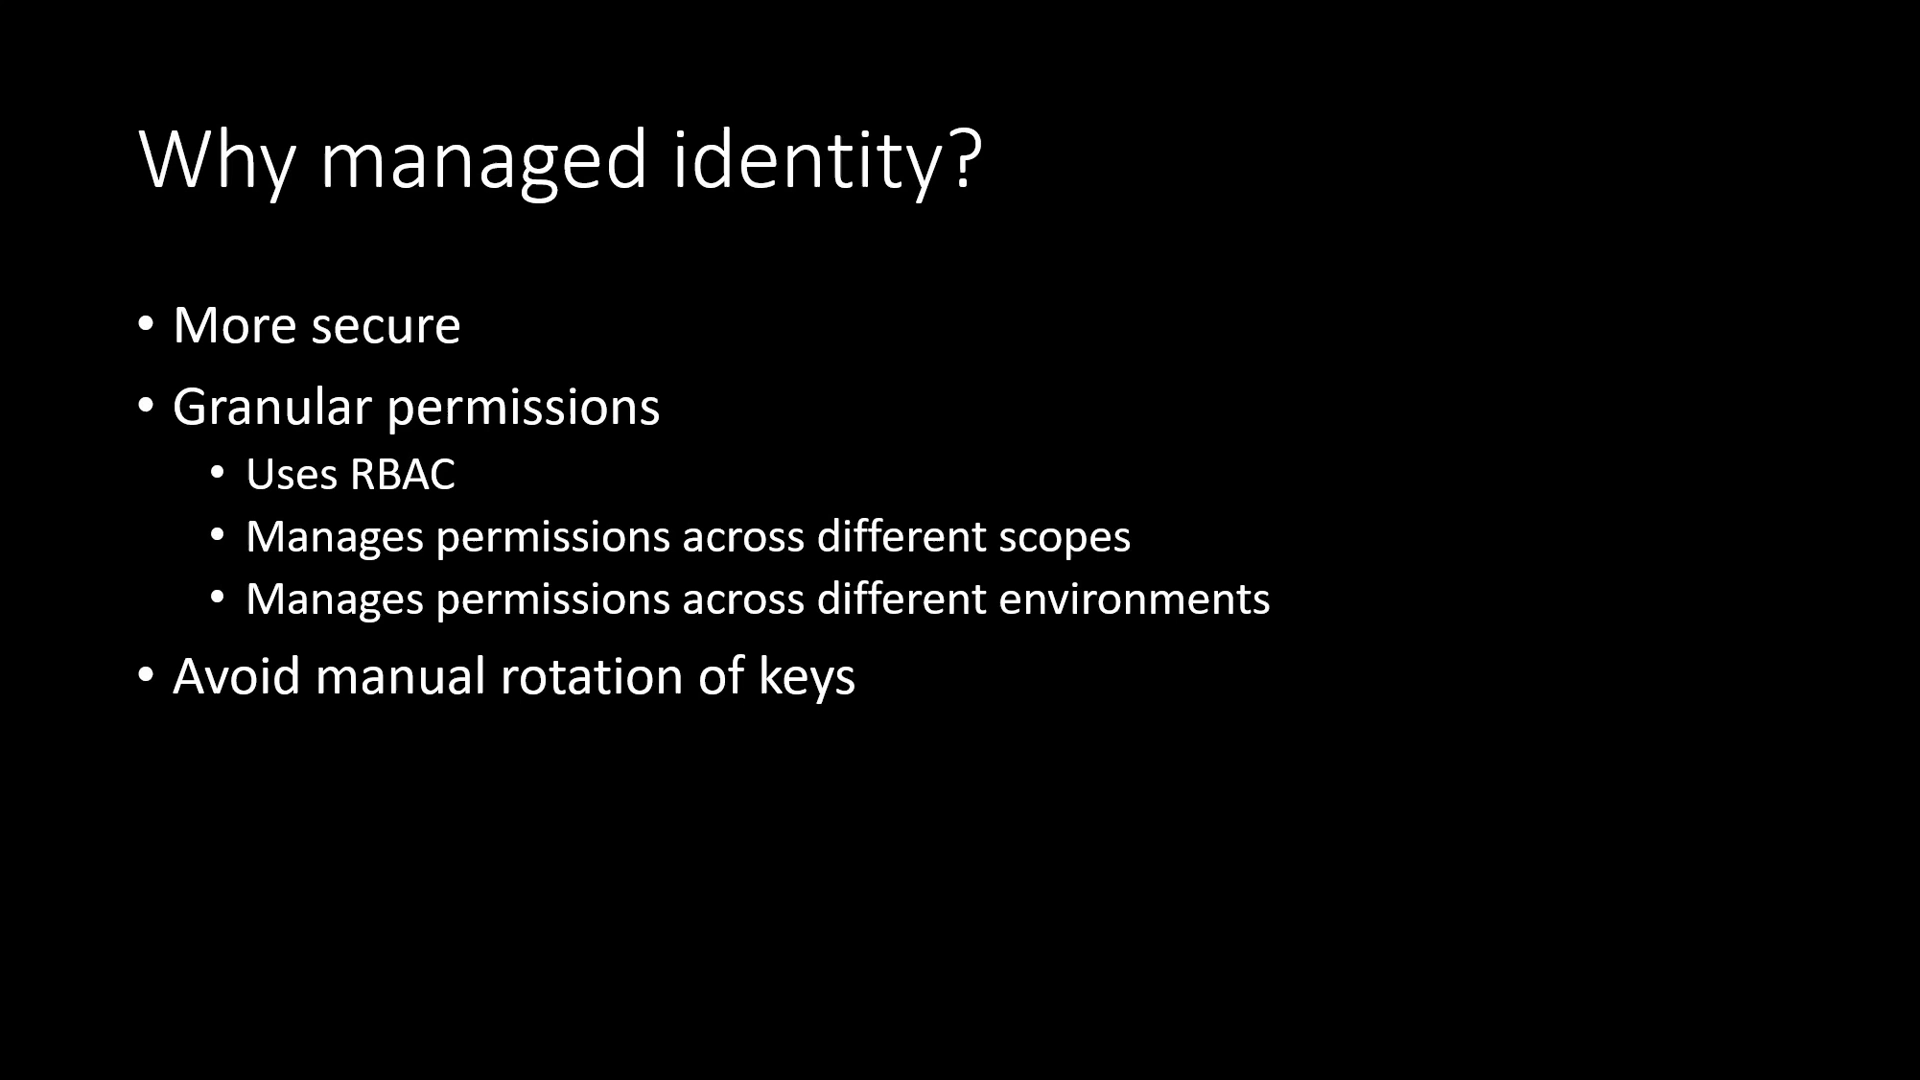 Why managed identity?
• More secure
• Granular permissions
• Uses RBAC
• Manages permissions across different scopes
• Manages permissions across different environments
• Avoid manual rotation of keys